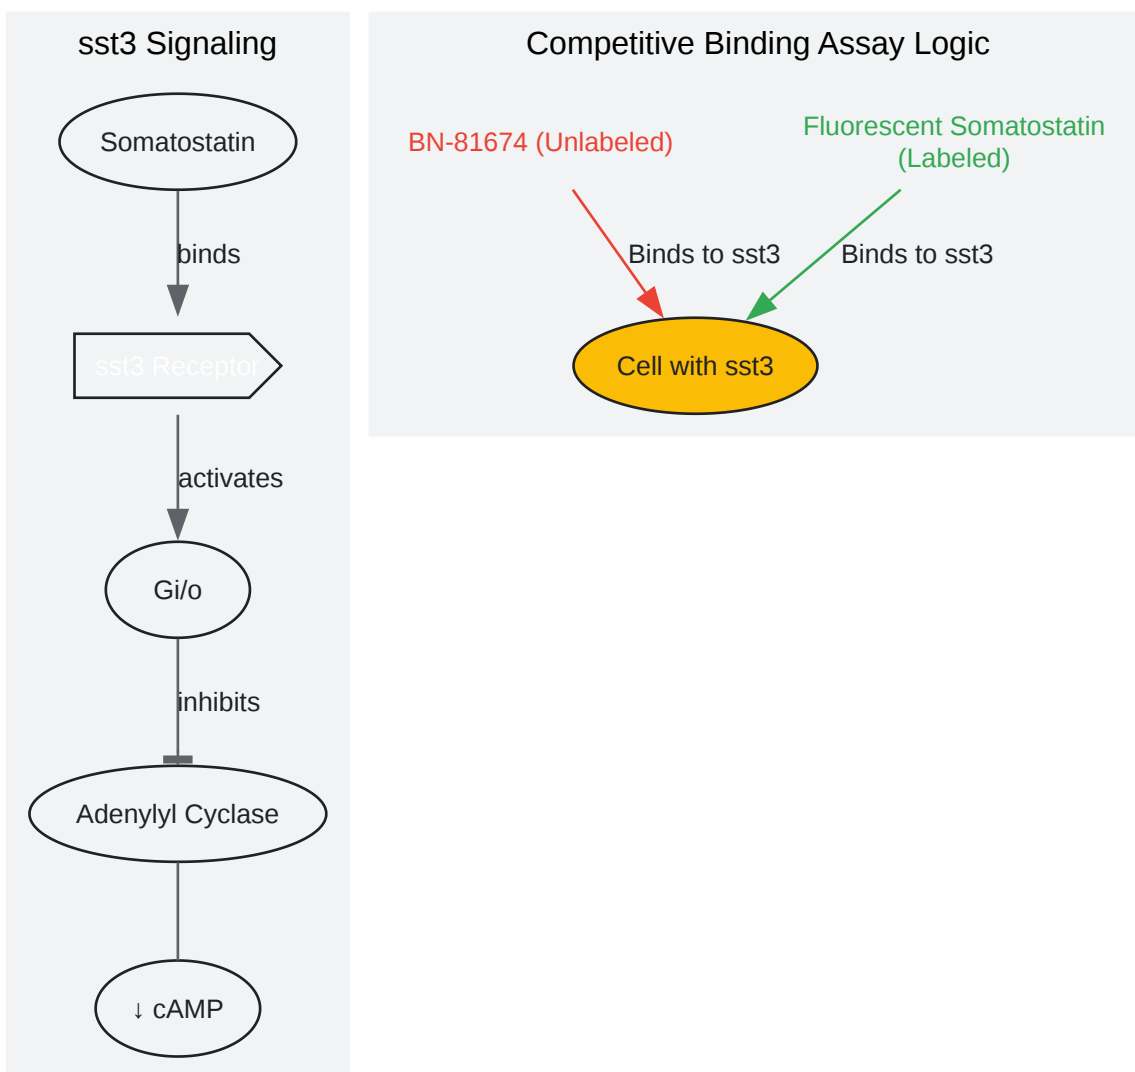 sst3 Signaling
Somatostatin
binds
sst3 Receptor
activates
Gi/o
inhibits
Adenylyl Cyclase
↓ cAMP
Competitive Binding Assay Logic
BN-81674 (Unlabeled)
Fluorescent Somatostatin
(Labeled)
Binds to sst3
Binds to sst3
Cell with sst3